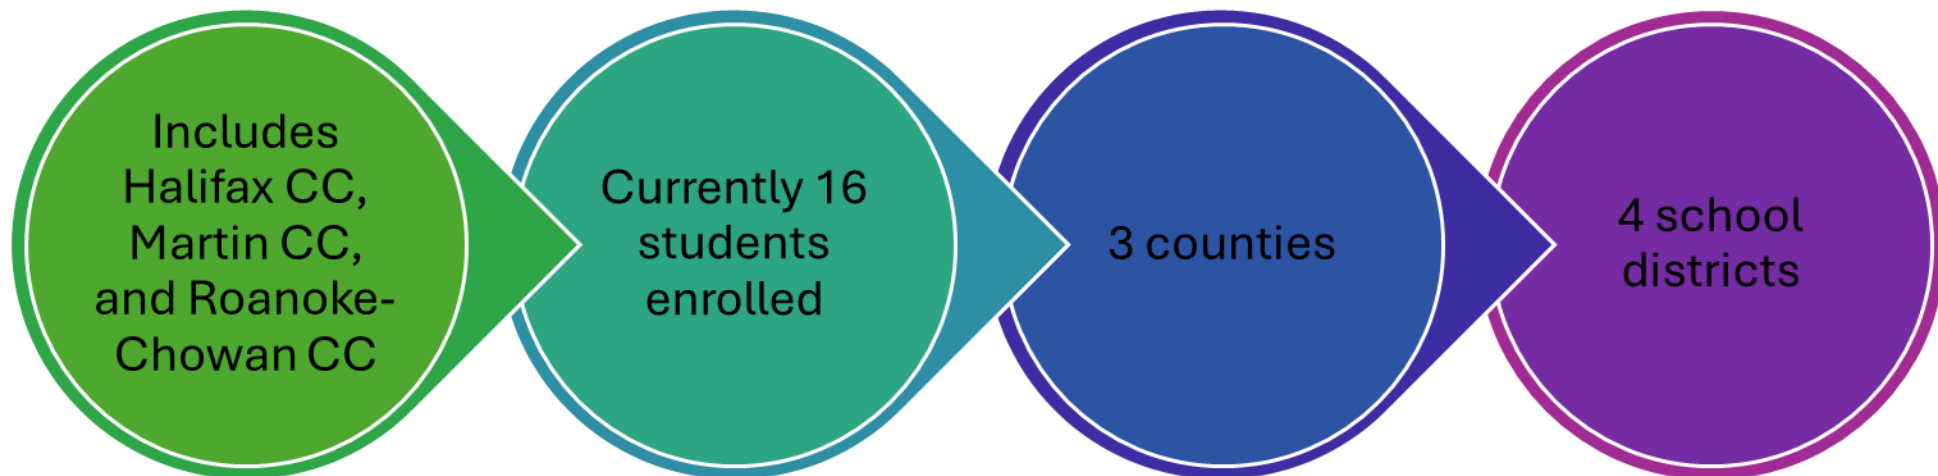 Includes
Halifax CC,
Martin CC,
and Roanoke-
Chowan CC
Currently 16
students
enrolled
3 counties
4 school
districts